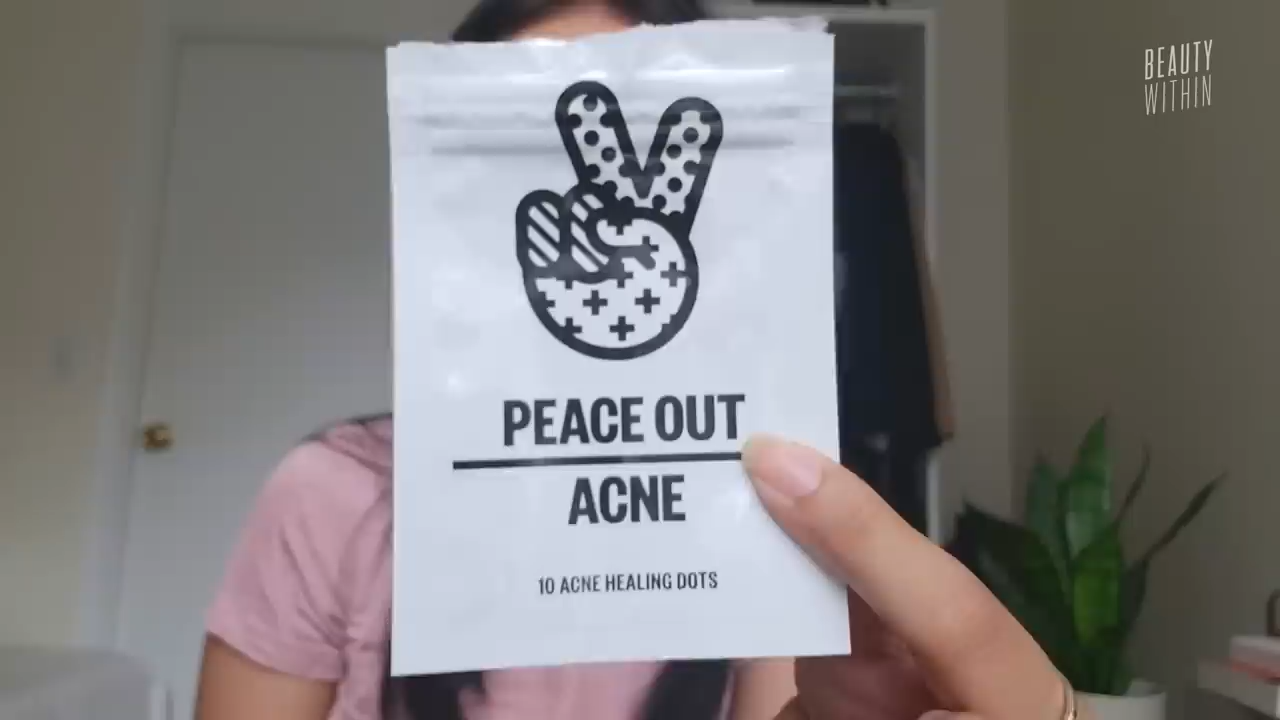 BEAUTY
WITHIN
PEACE OUT
ACNE
10 ACNE HEALING DOTS